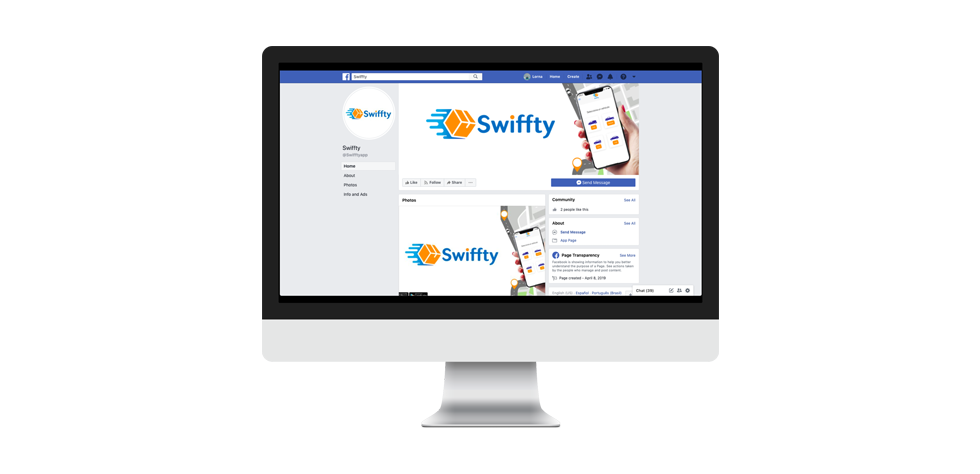 Swiffty
Lerna Home Create
Swiffty
Swiffty
Swiffty
@Swifftyapp
Home
About
Photos
Info and Ads
Like Follow Share
Send Message
Photos
Swiffty
Community See All
2 people like this
About See All
Send Message
App Page
Page Transparency See More
Facebook is showing information to help you better
understand the purpose of a Page. See actions taken
by the people who manage and post content.
Page created - April 8, 2019
English (US) · Español · Português (Brasil)
Chat (39)